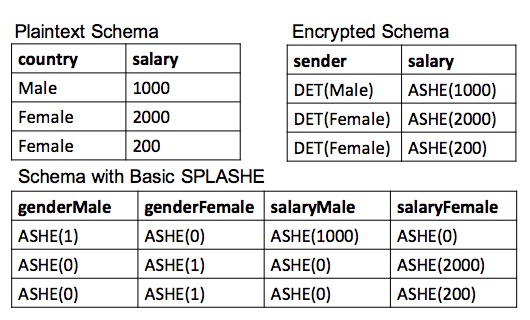 Plaintext Schema
country salary
Male 1000
Female 2000
Female 200
Encrypted Schema
sender salary
DET(Male) ASHE(1000)
DET(Female) ASHE(2000)
DET(Female) ASHE(200)
Schema with Basic SPLASHE
genderMale genderFemale salaryMale salaryFemale
ASHE(1) ASHE(0) ASHE(1000) ASHE(0)
ASHE(0) ASHE(1) ASHE(0) ASHE(2000)
ASHE(0) ASHE(1) ASHE(0) ASHE(200)